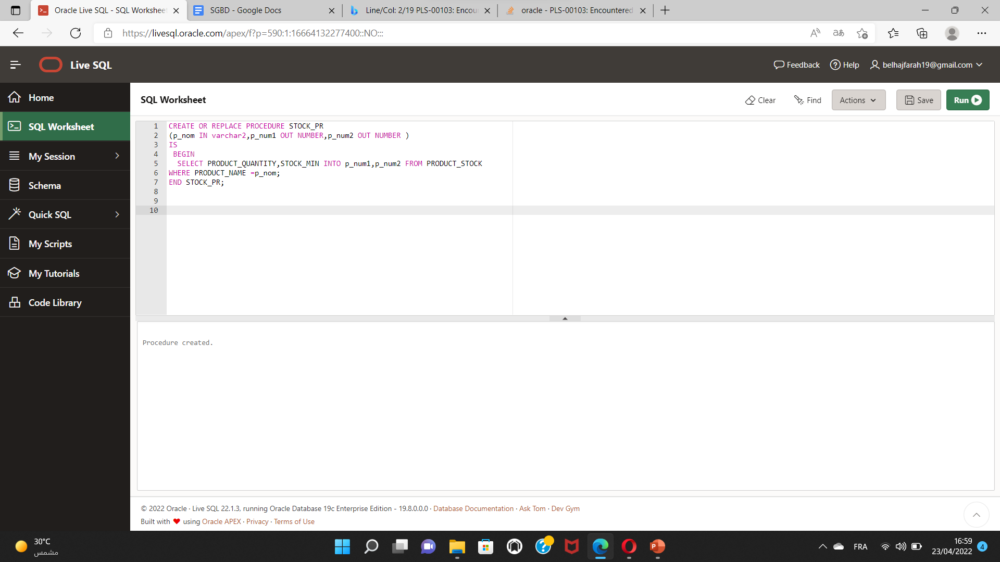 Oracle Live SQL - SQL Worksheet
SGBD - Google Docs
Line/Col: 2/19 PLS-00103: Encou
oracle - PLS-00103: Encountered
https://livesql.oracle.com/apex/f?p=590:1:16664132277400::NO:::
Live SQL
Feedback
Help
belhajfarah19@gmail.com
Home
SQL Worksheet
My Session
Schema
Quick SQL
My Scripts
My Tutorials
Code Library
SQL Worksheet
Clear
Find
Actions
Save
Run
1 CREATE OR REPLACE PROCEDURE STOCK_PR
2 (p_nom IN varchar2,p_num1 OUT NUMBER,p_num2 OUT NUMBER )
3 IS
4 BEGIN
5 SELECT PRODUCT_QUANTITY,STOCK_MIN INTO p_num1,p_num2 FROM PRODUCT_STOCK
6 WHERE PRODUCT_NAME =p_nom;
7 END STOCK_PR;
8
9
10
Procedure created.
© 2022 Oracle · Live SQL 22.1.3, running Oracle Database 19c Enterprise Edition - 19.8.0.0.0 · Database Documentation · Ask Tom · Dev Gym
Built with ❤ using Oracle APEX · Privacy · Terms of Use
30°C
مشمس
FRA
16:59
23/04/2022
4